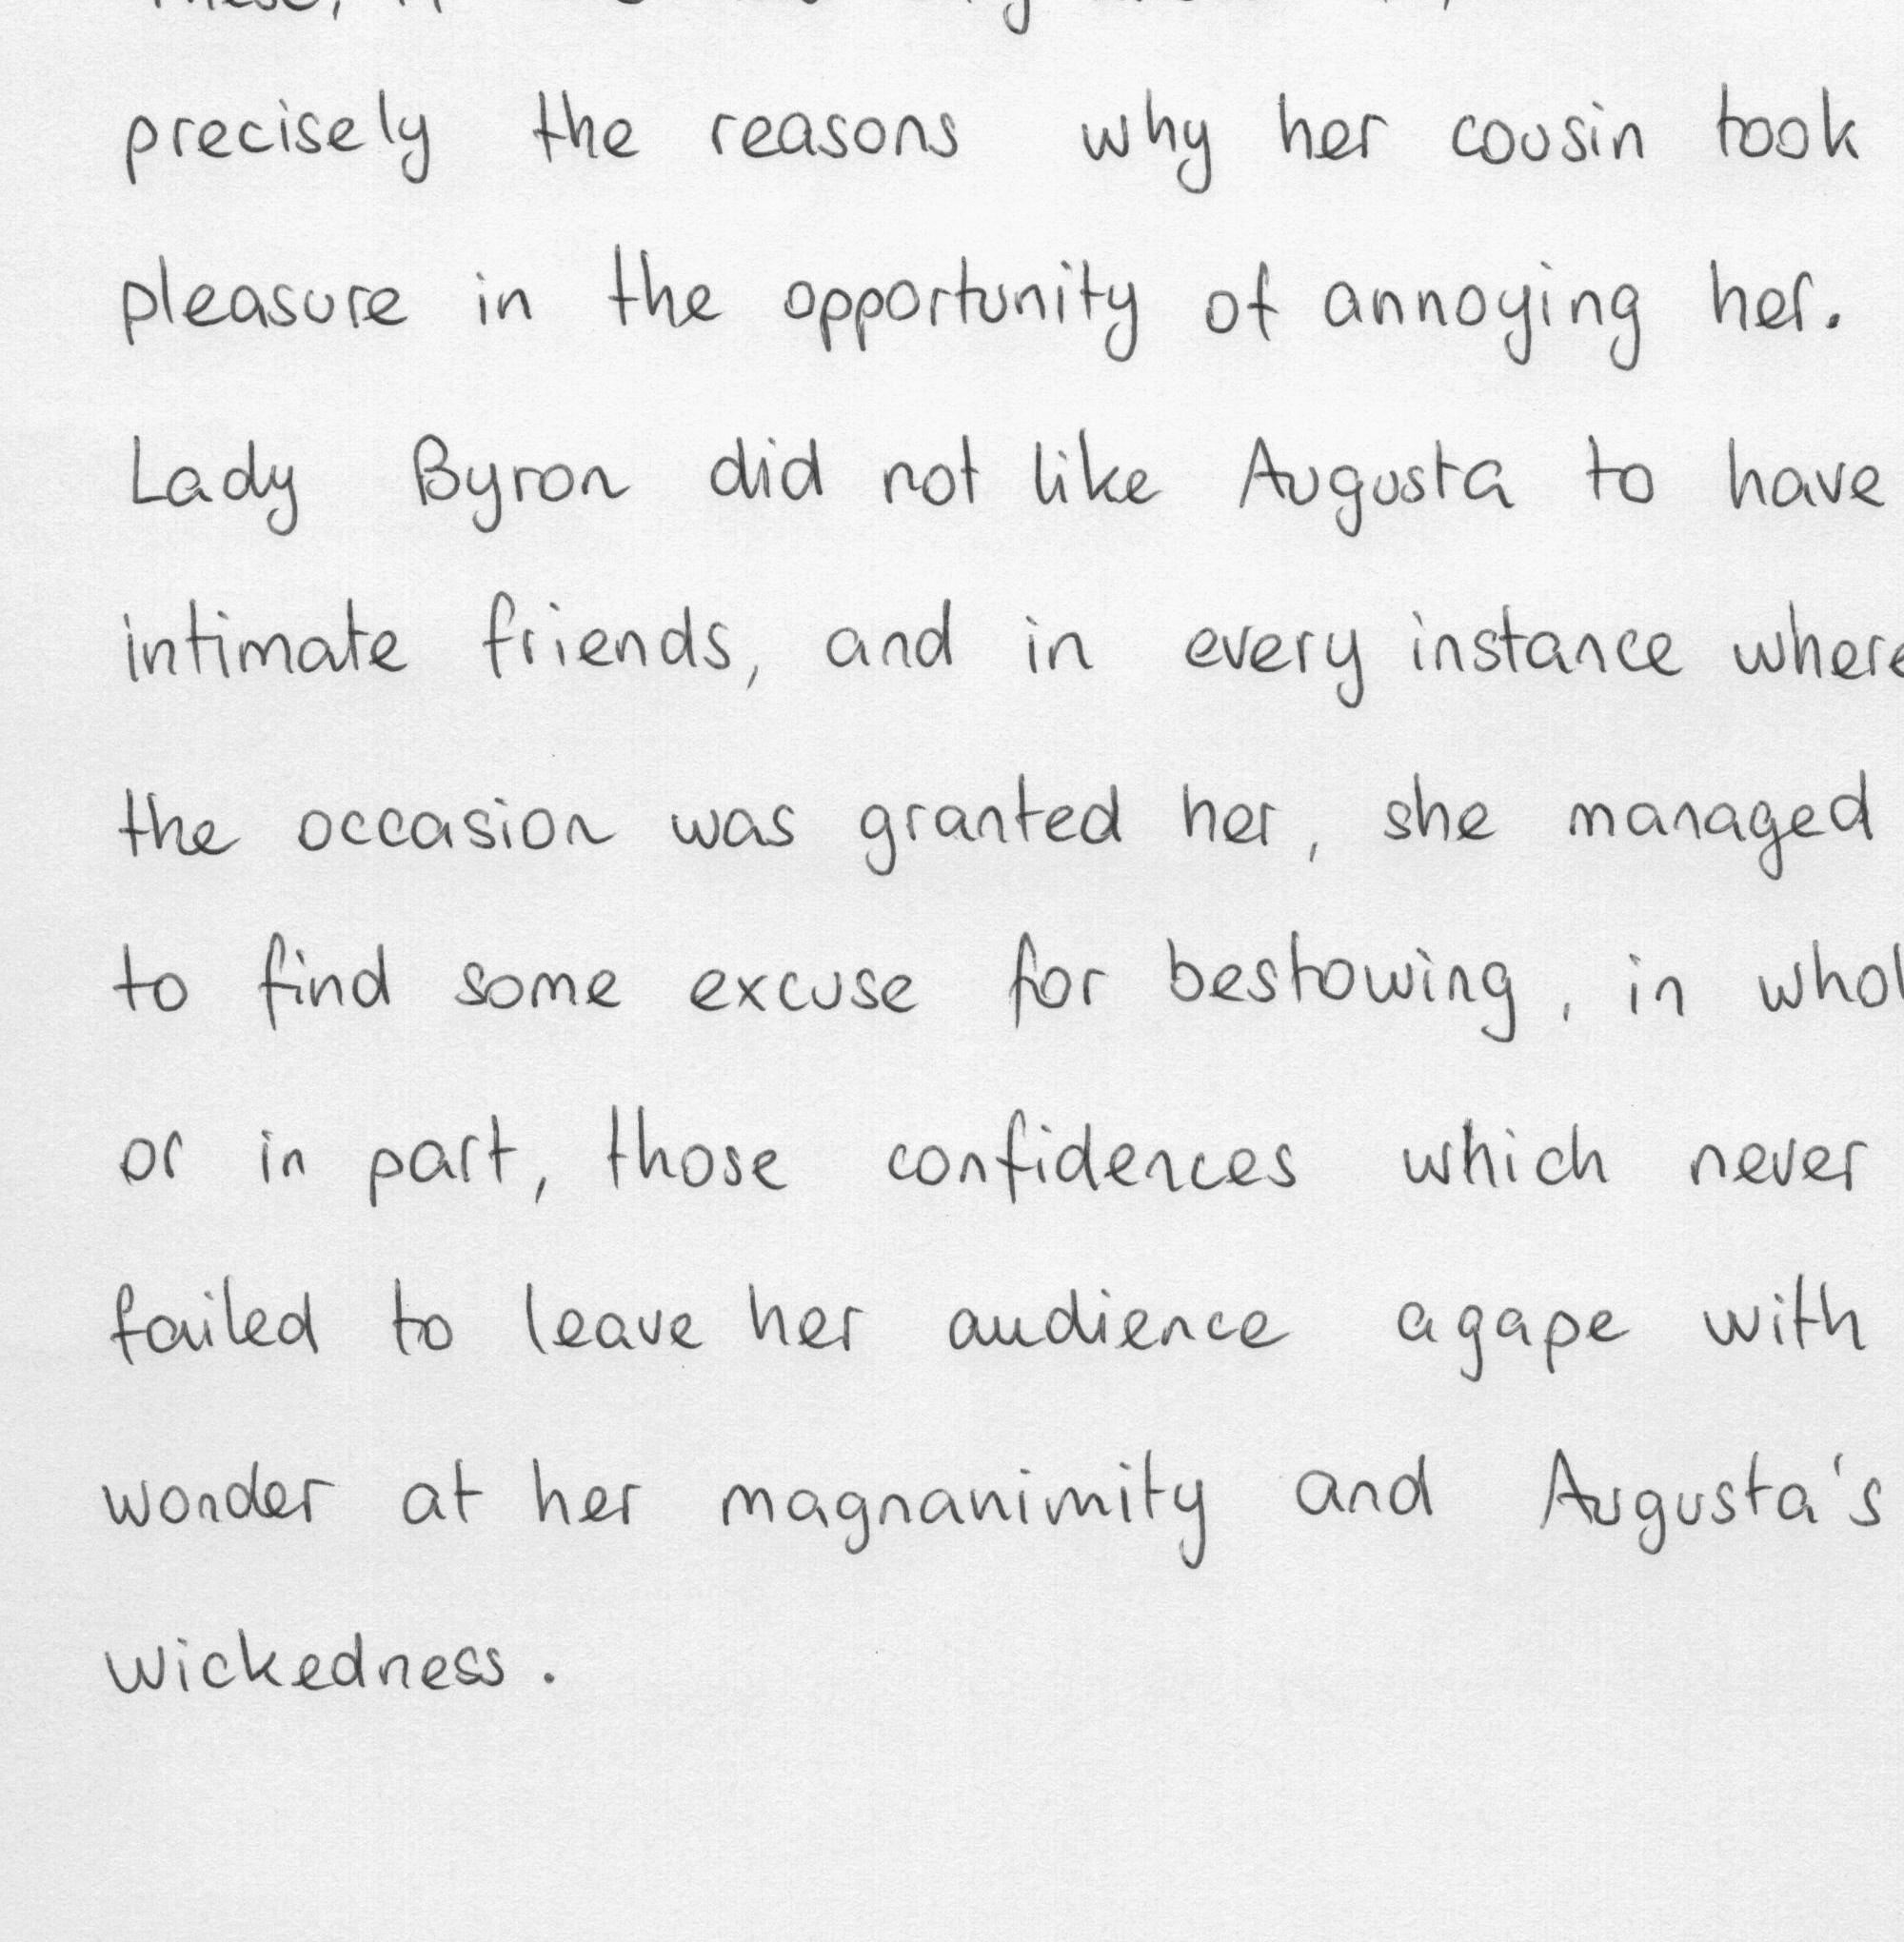 precisely the reasons why her cousin took
pleasure in the opportunity of annoying her.
Lady Byron did not like Augusta to have
intimate friends, and in every instance where
the occasion was granted her, she managed
to find some excuse for bestowing, in whol
or in part, those confidences which never
failed to leave her audience agape with
wonder at her magnanimity and Augusta's
wickedness.